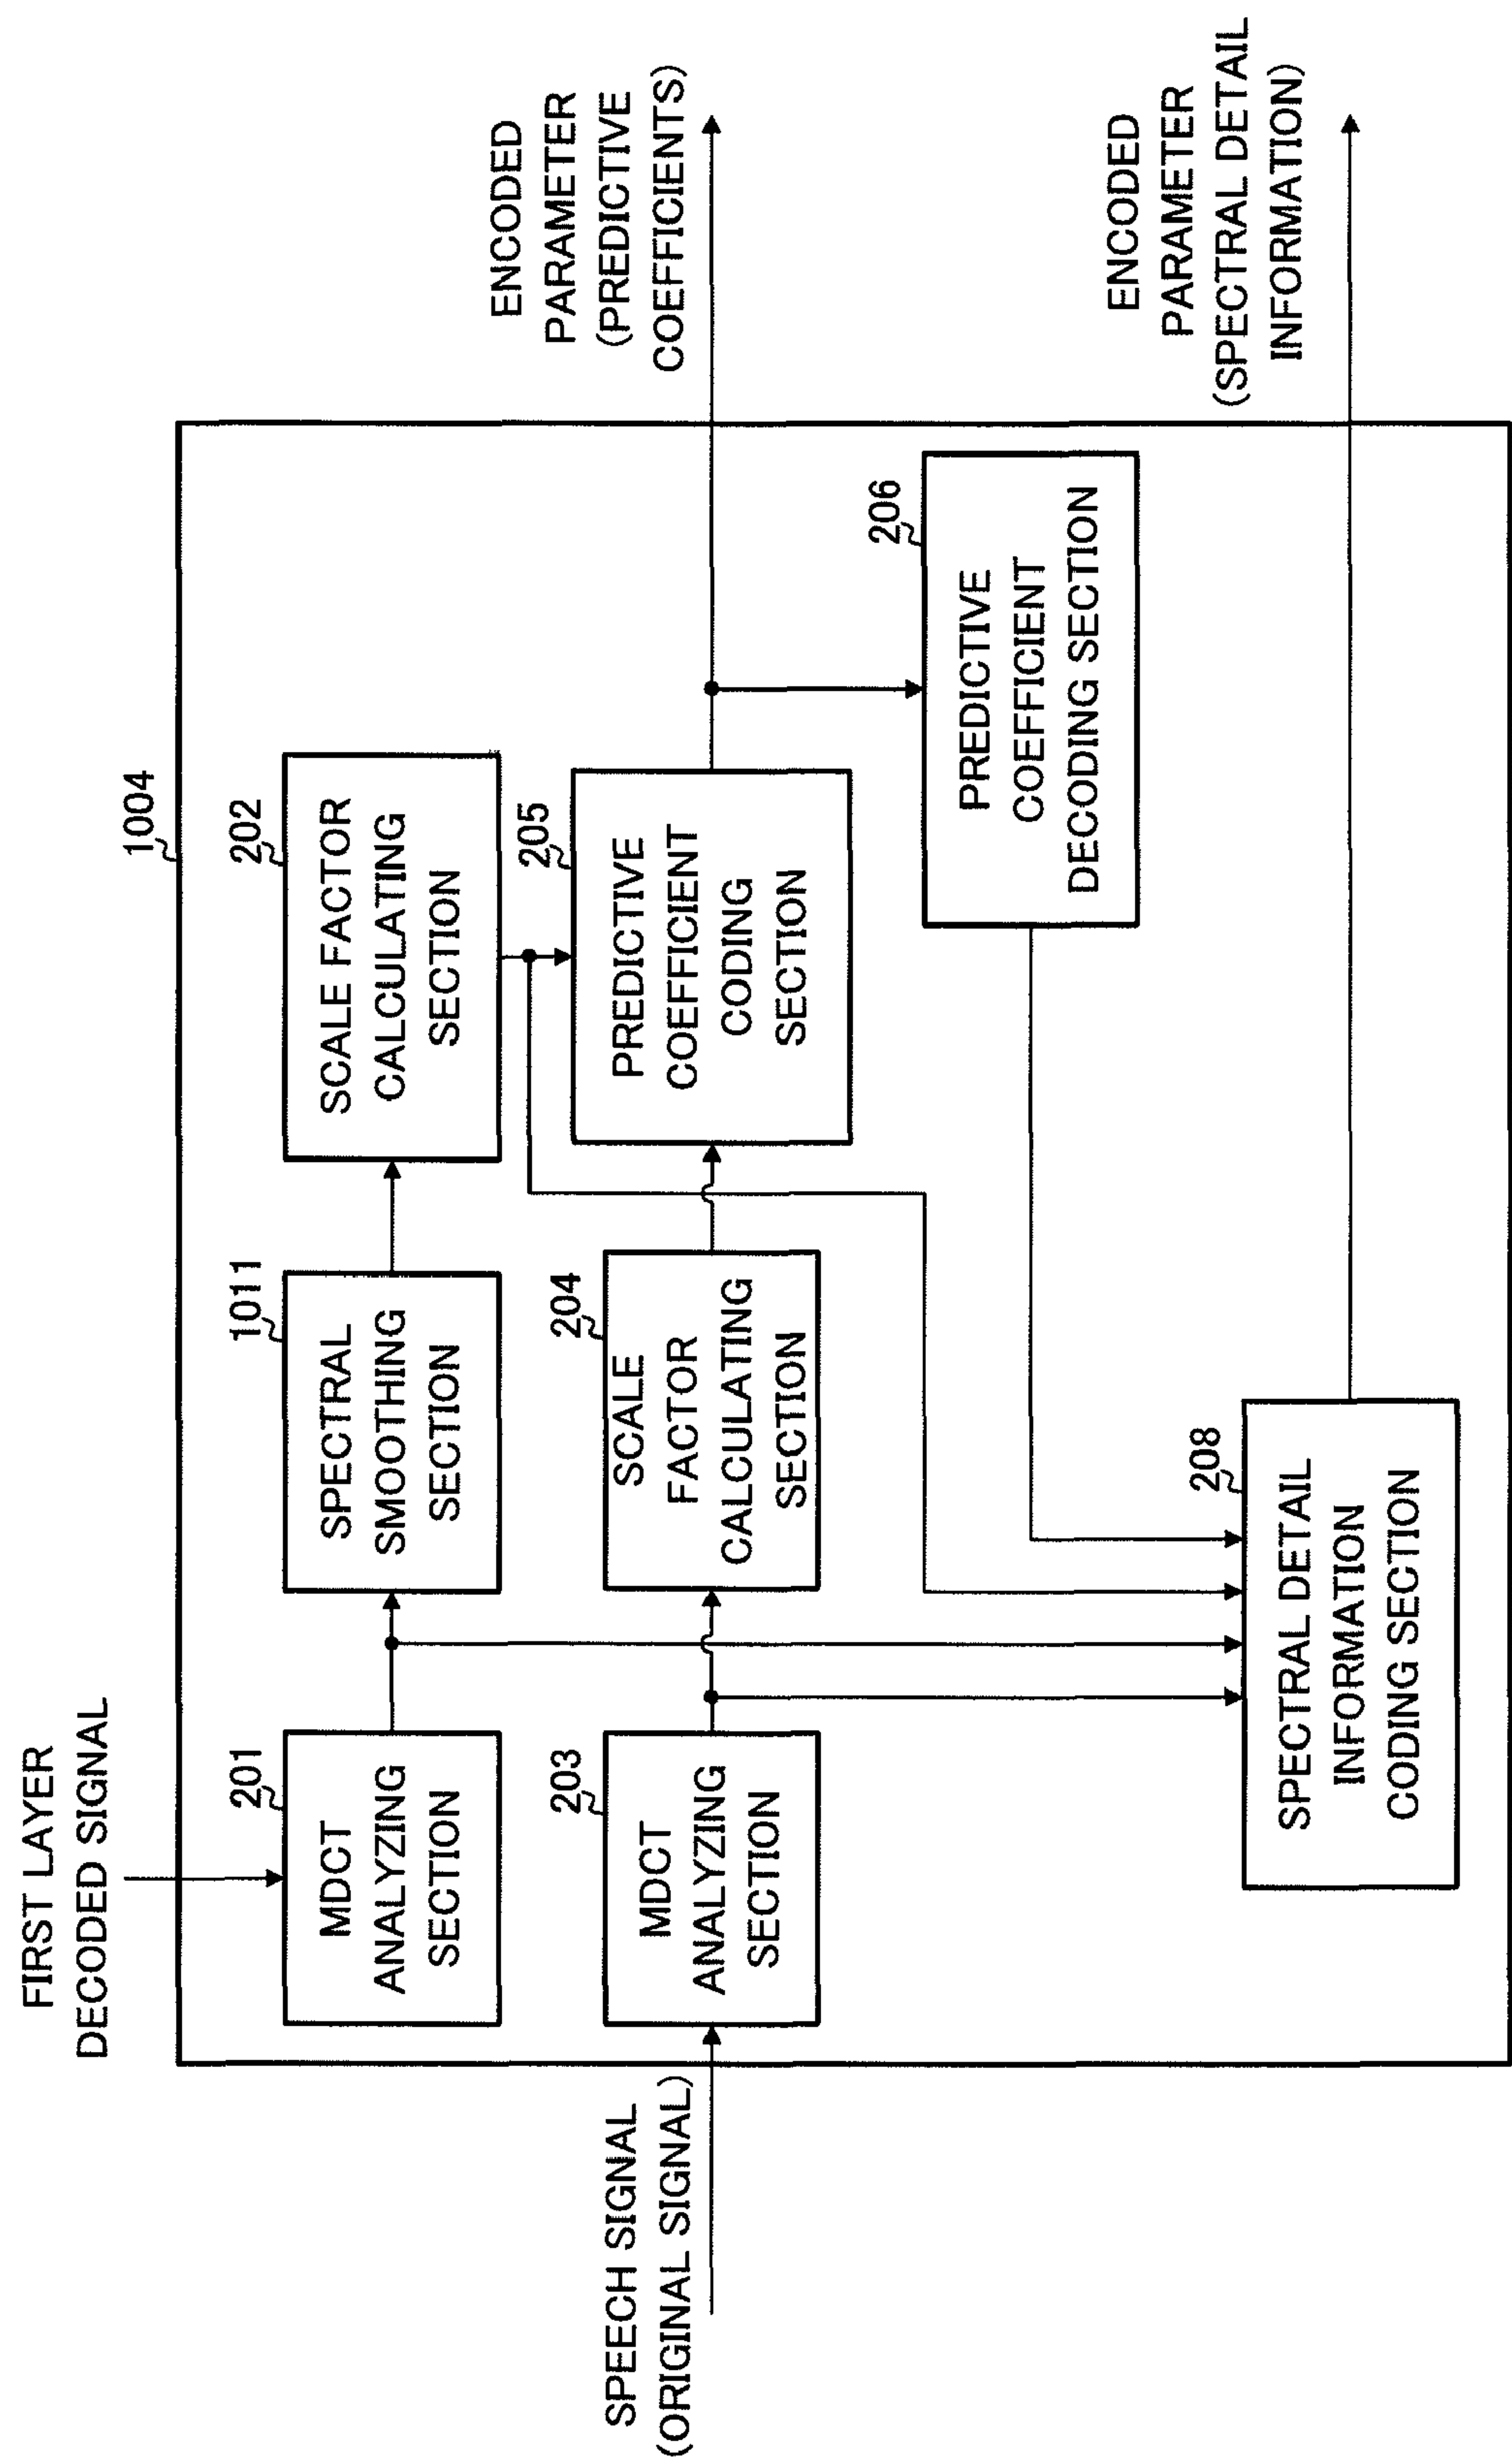 FIRST LAYER
DECODED SIGNAL
1004
201
MDCT
ANALYZING
SECTION
1011
SPECTRAL
SMOOTHING
SECTION
202
SCALE FACTOR
CALCULATING
SECTION
SPEECH SIGNAL
(ORIGINAL SIGNAL)
203
MDCT
ANALYZING
SECTION
204
SCALE
FACTOR
CALCULATING
SECTION
205
PREDICTIVE
COEFFICIENT
CODING
SECTION
ENCODED
PARAMETER
(PREDICTIVE
COEFFICIENTS)
206
PREDICTIVE
COEFFICIENT
DECODING SECTION
208
SPECTRAL DETAIL
INFORMATION
CODING SECTION
ENCODED
PARAMETER
(SPECTRAL DETAIL
INFORMATION)